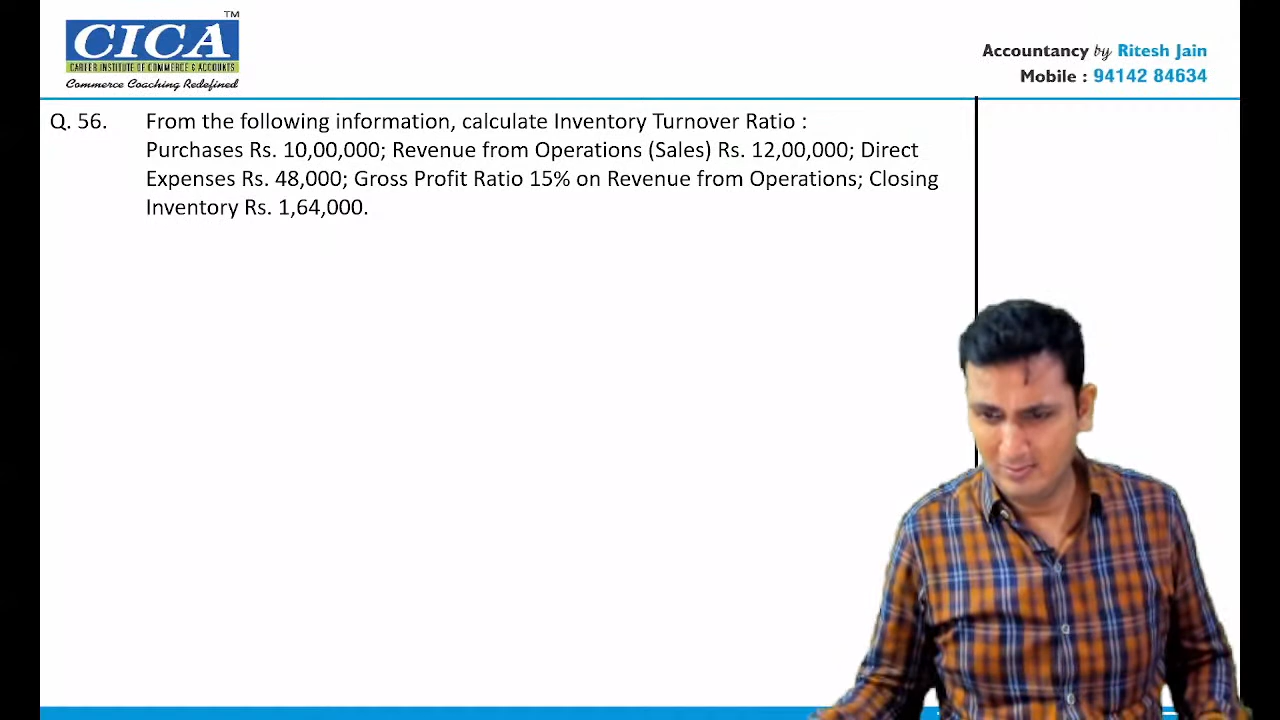 TM
CICA
CAREER INSTITUTE OF COMMERCE & ACCOUNTS
Commerce Coaching Redefined
Accountancy by Ritesh Jain
Mobile : 94142 84634
Q. 56. From the following information, calculate Inventory Turnover Ratio :
Purchases Rs. 10,00,000; Revenue from Operations (Sales) Rs. 12,00,000; Direct
Expenses Rs. 48,000; Gross Profit Ratio 15% on Revenue from Operations; Closing
Inventory Rs. 1,64,000.